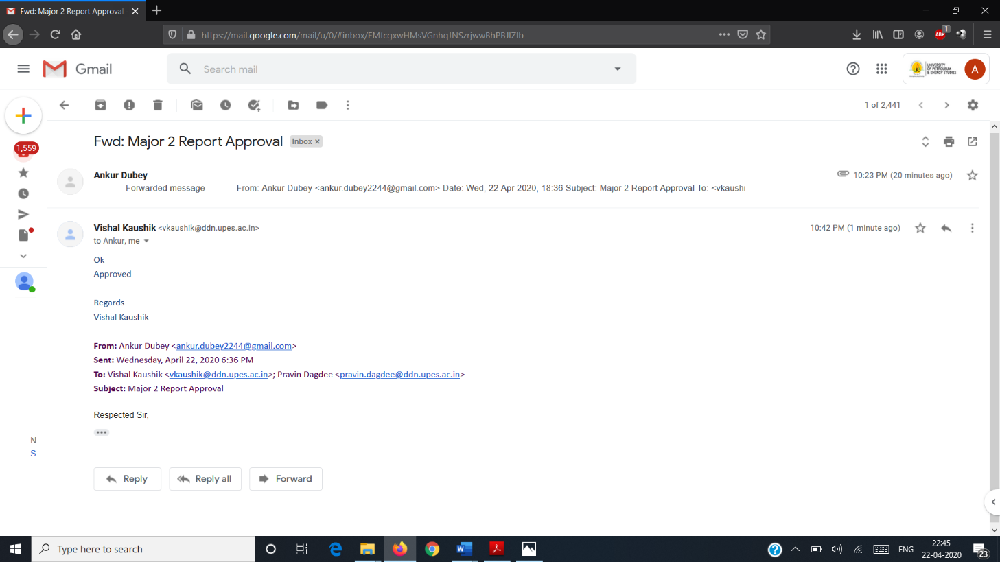 Fwd: Major 2 Report Approval
https://mail.google.com/mail/u/0/#inbox/FMfcgxwHMsVGnhqJNSzrjwwBhPBJlZlb
ABP
1
Gmail
Search mail
UNIVERSITY
OF PETROLEUM
& ENERGY STUDIES
A
1 of 2,441
1,559
Fwd: Major 2 Report Approval
Inbox ×
Ankur Dubey
10:23 PM (20 minutes ago)
---------- Forwarded message --------- From: Ankur Dubey <ankur.dubey2244@gmail.com> Date: Wed, 22 Apr 2020, 18:36 Subject: Major 2 Report Approval To: <vkaushi
Vishal Kaushik <vkaushik@ddn.upes.ac.in>
10:42 PM (1 minute ago)
to Ankur, me
Ok
Approved
Regards
Vishal Kaushik
From: Ankur Dubey <ankur.dubey2244@gmail.com>
Sent: Wednesday, April 22, 2020 6:36 PM
To: Vishal Kaushik <vkaushik@ddn.upes.ac.in>; Pravin Dagdee <pravin.dagdee@ddn.upes.ac.in>
Subject: Major 2 Report Approval
Respected Sir,
N
S
Reply
Reply all
Forward
Type here to search
ENG
22:45
22-04-2020
23